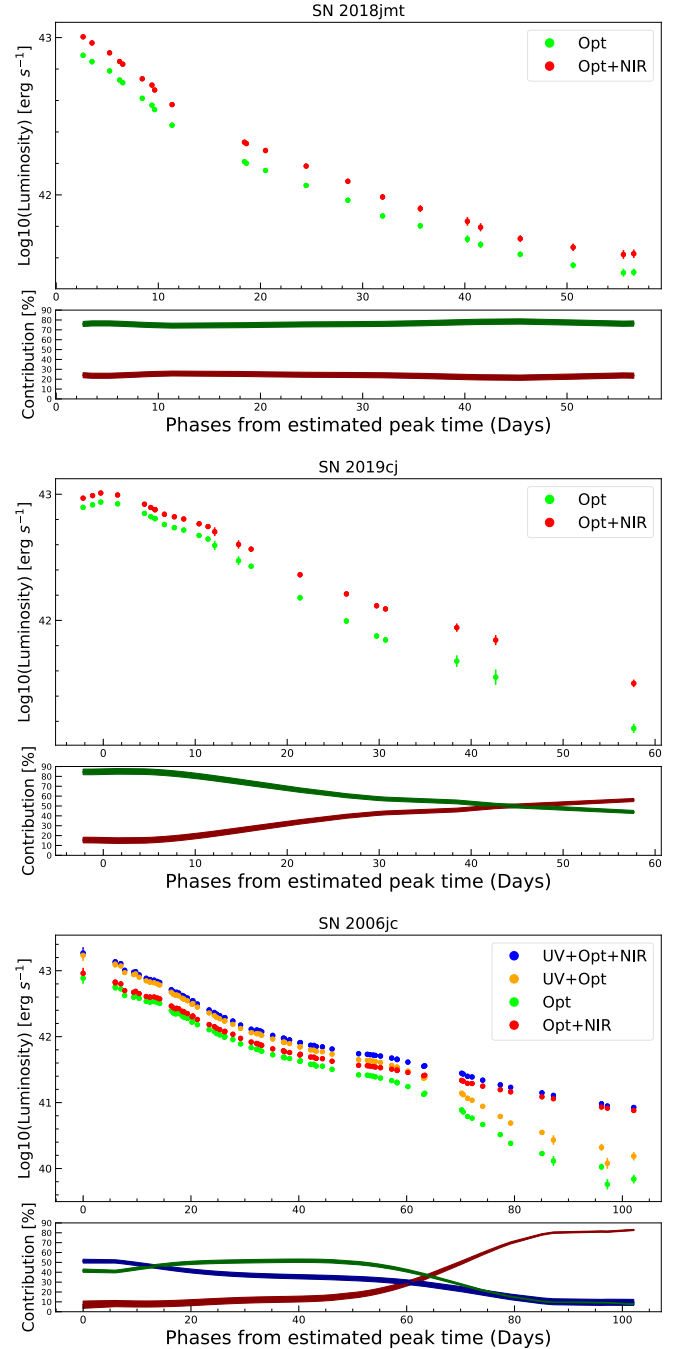 SN 2018jmt
Opt
Opt+NIR
Log10(Luminosity) [erg s⁻¹]
43
42
0 10 20 30 40 50
Contribution [%]
90
80
70
60
50
40
30
20
10
0
0 10 20 30 40 50
Phases from estimated peak time (Days)
SN 2019cj
Opt
Opt+NIR
Log10(Luminosity) [erg s⁻¹]
43
42
0 10 20 30 40 50 60
Contribution [%]
90
80
70
60
50
40
30
20
10
0
0 10 20 30 40 50 60
Phases from estimated peak time (Days)
SN 2006jc
UV+Opt+NIR
UV+Opt
Opt
Opt+NIR
Log10(Luminosity) [erg s⁻¹]
43
42
41
40
0 20 40 60 80 100
Contribution [%]
90
80
70
60
50
40
30
20
10
0
0 20 40 60 80 100
Phases from estimated peak time (Days)